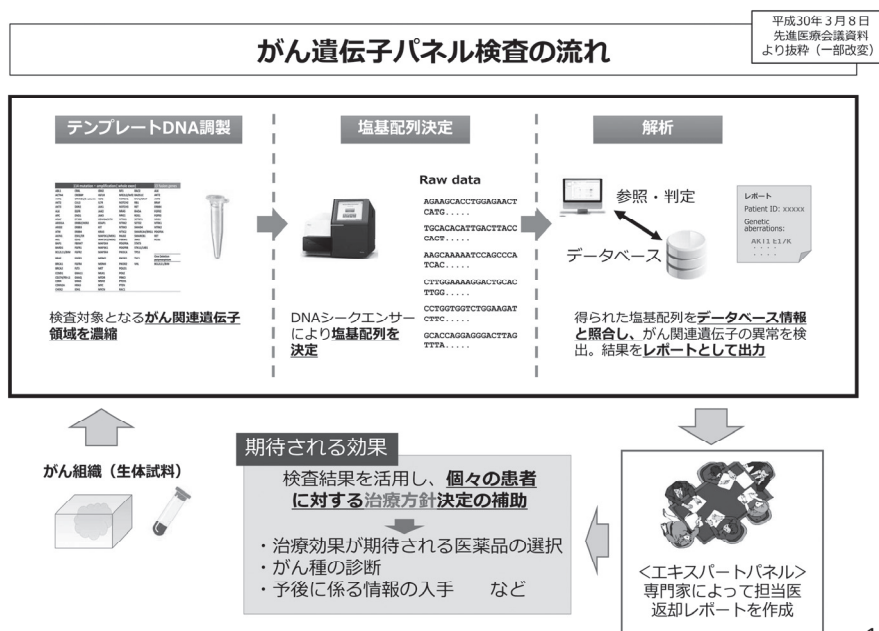 平成30年3月8日
先進医療会議資料
より抜粋（一部改変）
がん遺伝子パネル検査の流れ
テンプレートDNA調製
検査対象となるがん関連遺伝子
領域を濃縮
塩基配列決定
Raw data
AGAAGCACCTGGAGAACT
CATG.....
TGCACACATTGACTTACC
CACT.....
AAGCAAAAATCCAGCCCA
TCAC.....
CTTGGAAAAGGACTGCAC
TTGG.....
CCTGGTGGTCTGGAAGAT
CTTC.....
GCACCAGGAGGGACTTAG
TTTA.....
DNAシークエンサー
により塩基配列を
決定
解析
参照・判定
データベース
レポート
Patient ID: xxxxx
Genetic
aberrations:
AKT1 E17K
. . . .
. . . .
得られた塩基配列をデータベース情報
と照合し、がん関連遺伝子の異常を検
出。結果をレポートとして出力
がん組織（生体試料）
期待される効果
検査結果を活用し、個々の患者
に対する治療方針決定の補助
・治療効果が期待される医薬品の選択
・がん種の診断
・予後に係る情報の入手　など
＜エキスパートパネル＞
専門家によって担当医
返却レポートを作成